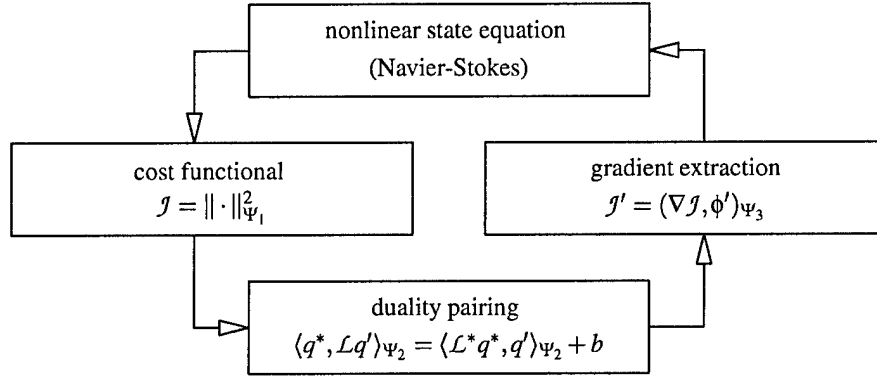 nonlinear state equation
(Navier-Stokes)
cost functional
𝒥 = ‖ · ‖²_Ψ₁
gradient extraction
𝒥′ = (∇𝒥, ϕ′)_Ψ₃
duality pairing
⟨q*, ℒq′⟩_Ψ₂ = ⟨ℒ*q*, q′⟩_Ψ₂ + b